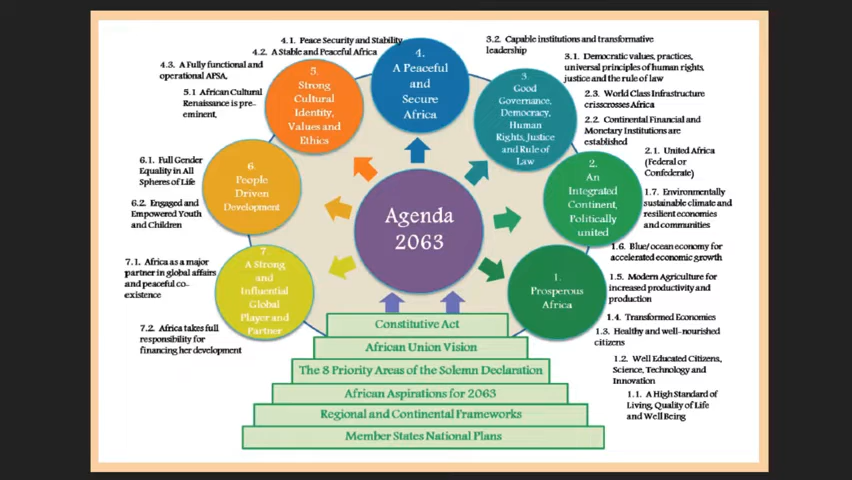 4.1. Peace Security and Stability
4.2. A Stable and Peaceful Africa
4.3. A Fully functional and
operational APSA,
5.1 African Cultural
Renaissance is pre-
eminent,
6.1. Full Gender
Equality in All
Spheres of Life
6.2. Engaged and
Empowered Youth
and Children
7.1. Africa as a major
partner in global affairs
and peaceful co-
existence
7.2. Africa takes full
responsibility for
financing her development
7.
A Strong
and
Influential
Global
Player and
Partner
6.
People
Driven
Development
5.
Strong
Cultural
Identity,
Values and
Ethics
4.
A Peaceful
and
Secure
Africa
3.
Good
Governance,
Democracy,
Human
Rights, Justice
and Rule of
Law
2.
An
Integrated
Continent,
Politically
united
1.
Prosperous
Africa
Agenda
2063
3.2. Capable institutions and transformative
leadership
3.1. Democratic values, practices,
universal principles of human rights,
justice and the rule of law
2.3. World Class Infrastructure
crisscrosses Africa
2.2. Continental Financial and
Monetary Institutions are
established
2.1. United Africa
(Federal or
Confederate)
1.7. Environmentally
sustainable climate and
resilient economies
and communities
1.6. Blue/ocean economy for
accelerated economic growth
1.5. Modern Agriculture for
increased productivity and
production
1.4. Transformed Economies
1.3. Healthy and well-nourished
citizens
1.2. Well Educated Citizens,
Science, Technology and
Innovation
1.1. A High Standard of
Living, Quality of Life
and Well Being
Constitutive Act
African Union Vision
The 8 Priority Areas of the Solemn Declaration
African Aspirations for 2063
Regional and Continental Frameworks
Member States National Plans